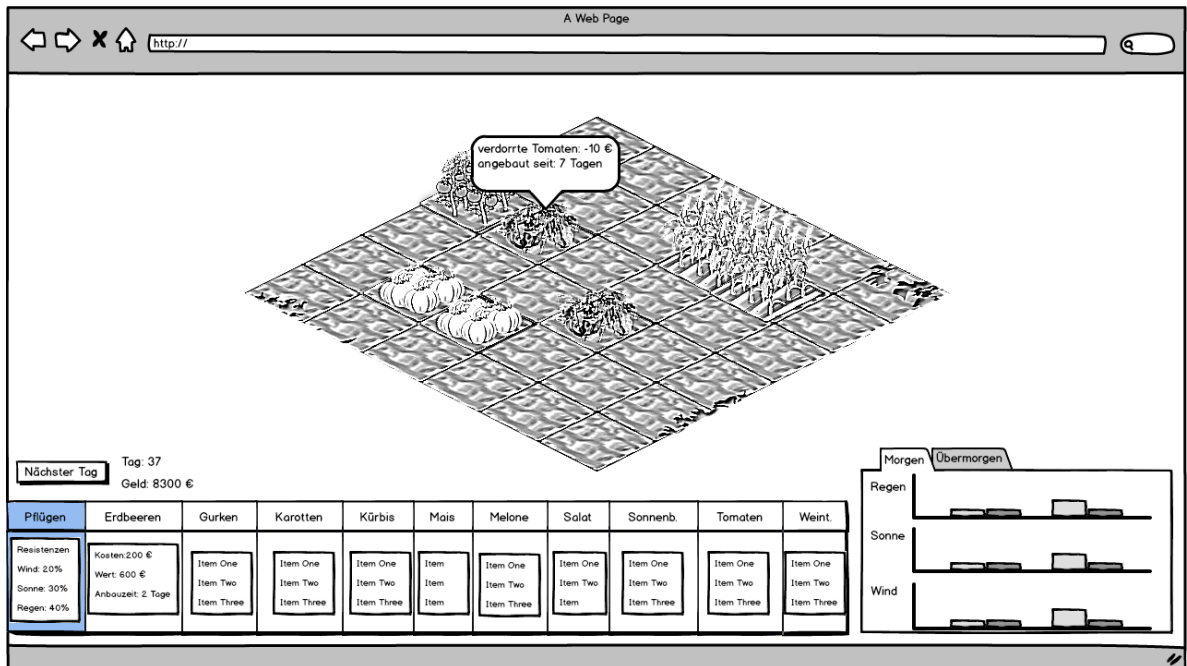 A Web Page
http://
verdorrte Tomaten: -10 €
angebaut seit: 7 Tagen
Nächster Tag
Tag: 37
Geld: 8300 €
Pflügen
Erdbeeren
Gurken
Karotten
Kürbis
Mais
Melone
Salat
Sonnenb.
Tomaten
Weint.
Resistenzen
Wind: 20%
Sonne: 30%
Regen: 40%
Kosten:200 €
Wert: 600 €
Anbauzeit: 2 Tage
Item One
Item Two
Item Three
Item One
Item Two
Item Three
Item One
Item Two
Item Three
Item
Item
Item
Item One
Item Two
Item Three
Item One
Item Two
Item
Item One
Item Two
Item Three
Item One
Item Two
Item Three
Item One
Item Two
Item Three
Morgen
Übermorgen
Regen
Sonne
Wind